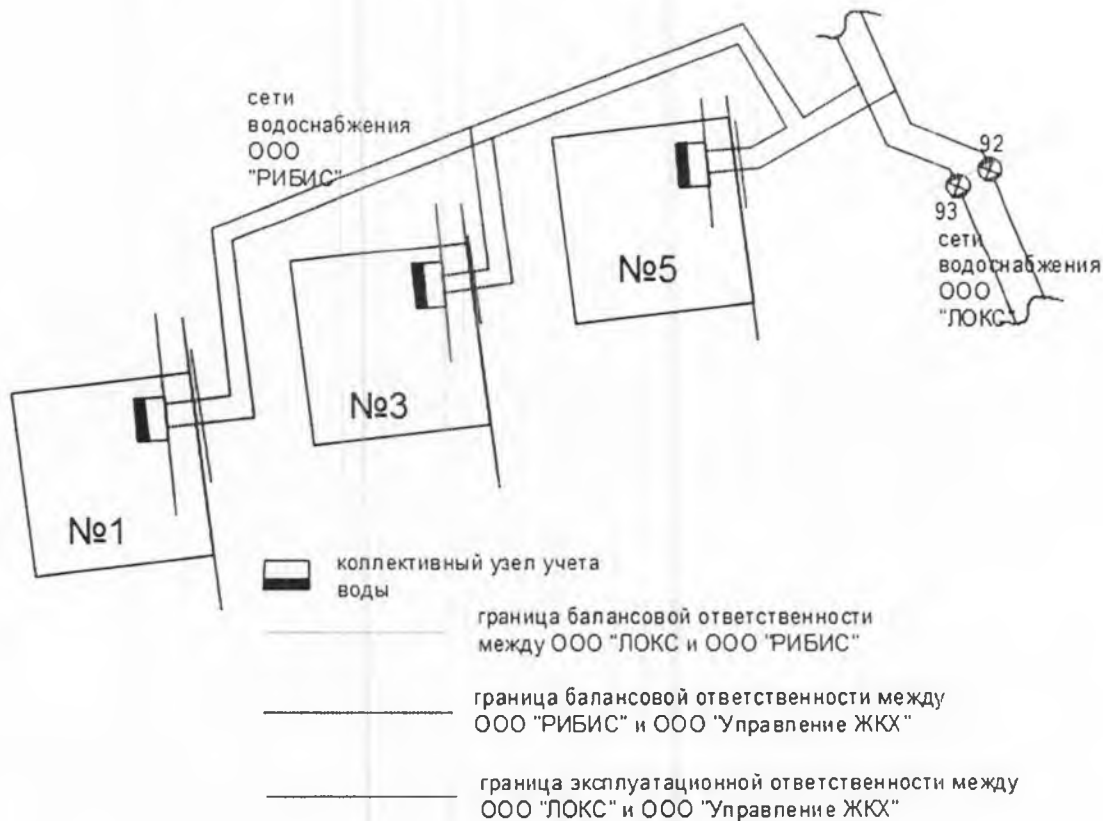 сети
водоснабжения
ООО
"РИБИС"
92
93
сети
водоснабжения
ООО
"ЛОКС"
№5
№3
№1
коллективный узел учета
воды
граница балансовой ответственности
между ООО "ЛОКС и ООО "РИБИС"
граница балансовой ответственности между
ООО "РИБИС" и ООО "Управление ЖКХ"
граница эксплуатационной ответственности между
ООО "ЛОКС" и ООО "Управление ЖКХ"